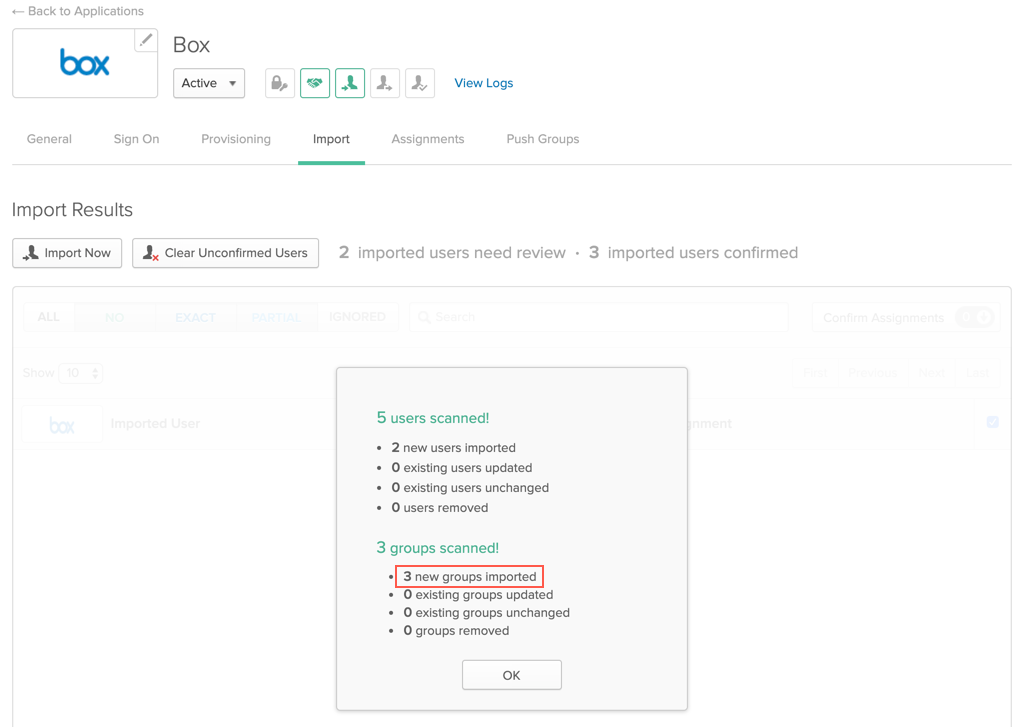 ← Back to Applications
box
Box
Active
View Logs
General Sign On Provisioning Import Assignments Push Groups
Import Results
Import Now Clear Unconfirmed Users 2 imported users need review · 3 imported users confirmed
ALL NO EXACT PARTIAL IGNORED Search Confirm Assignments 0 0
Show 10 First Previous Next Last
box Imported User
5 users scanned!
• 2 new users imported
• 0 existing users updated
• 0 existing users unchanged
• 0 users removed
3 groups scanned!
• 3 new groups imported
• 0 existing groups updated
• 0 existing groups unchanged
• 0 groups removed
OK